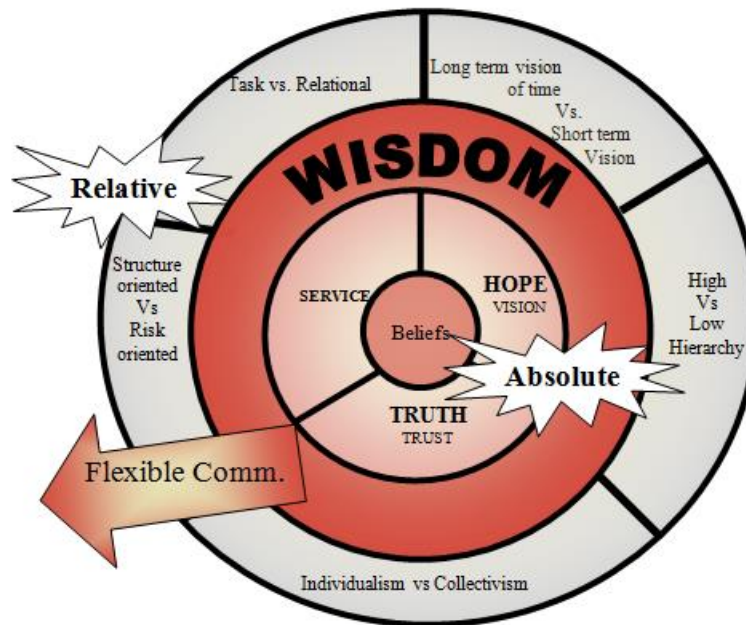 Task vs. Relational
Long term vision
of time
Vs.
Short term
Vision
WISDOM
Relative
Structure
oriented
Vs
Risk
oriented
SERVICE
HOPE
VISION
High
Vs
Low
Hierarchy
Beliefs
Absolute
TRUTH
TRUST
Flexible Comm.
Individualism vs Collectivism